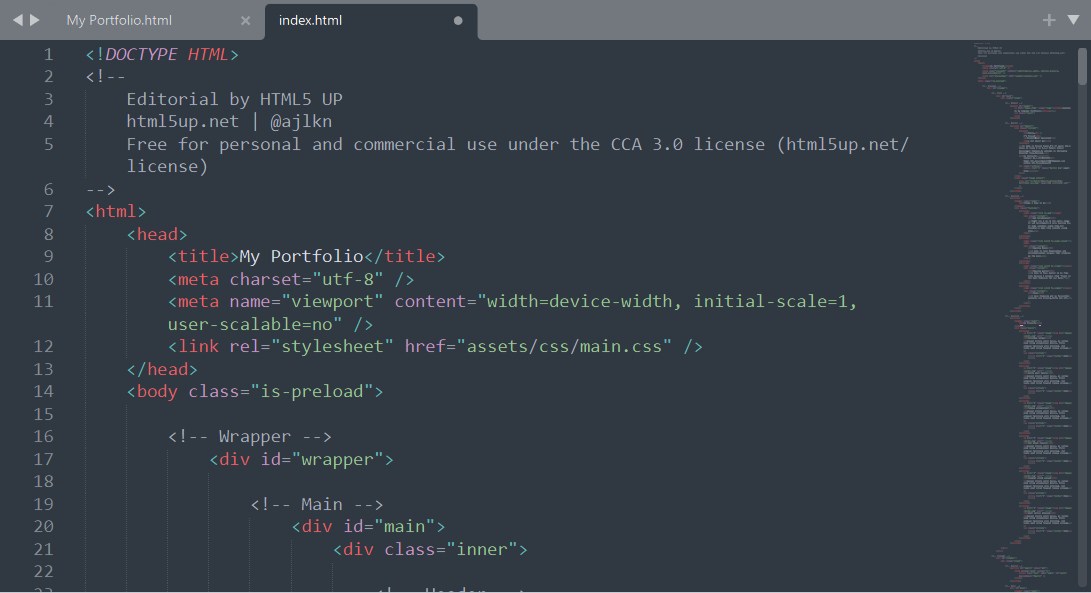 My Portfolio.html
index.html
1 <!DOCTYPE HTML>
2 <!--
3 Editorial by HTML5 UP
4 html5up.net | @ajlkn
5 Free for personal and commercial use under the CCA 3.0 license (html5up.net/
license)
6 -->
7 <html>
8 <head>
9 <title>My Portfolio</title>
10 <meta charset="utf-8" />
11 <meta name="viewport" content="width=device-width, initial-scale=1,
user-scalable=no" />
12 <link rel="stylesheet" href="assets/css/main.css" />
13 </head>
14 <body class="is-preload">
15
16 <!-- Wrapper -->
17 <div id="wrapper">
18
19 <!-- Main -->
20 <div id="main">
21 <div class="inner">
22